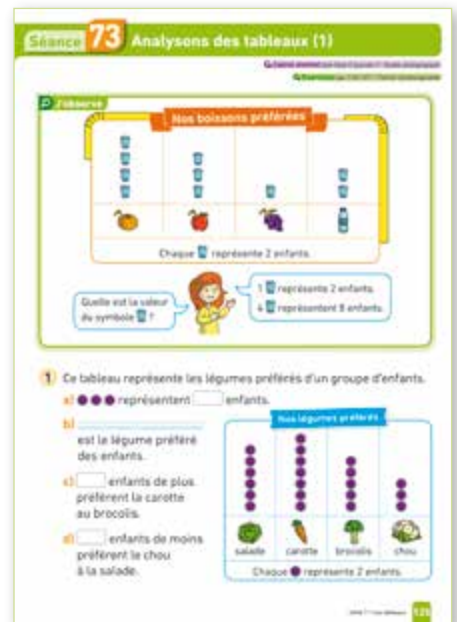 Séance 73 Analysons des tableaux (1)
J'observe
Nos boissons préférées
Chaque représente 2 enfants.
Quelle est la valeur
du symbole ?
1 représente 2 enfants.
4 représentent 8 enfants.
1 Ce tableau représente les légumes préférés d'un groupe d'enfants.
a) représentent enfants.
b)
est le légume préféré
des enfants.
c) enfants de plus
préfèrent la carotte
au brocolis.
d) enfants de moins
préfèrent le chou
à la salade.
Nos légumes préférés
salade carotte brocolis chou
Chaque représente 2 enfants.
125